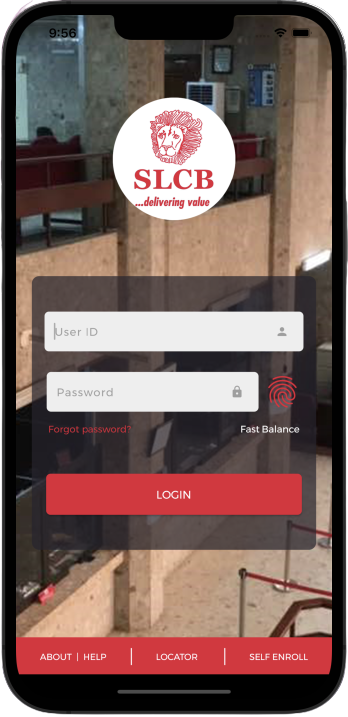 9:56
SLCB
...delivering value
User ID
Password
Forgot password?
Fast Balance
LOGIN
ABOUT | HELP
LOCATOR
SELF ENROLL